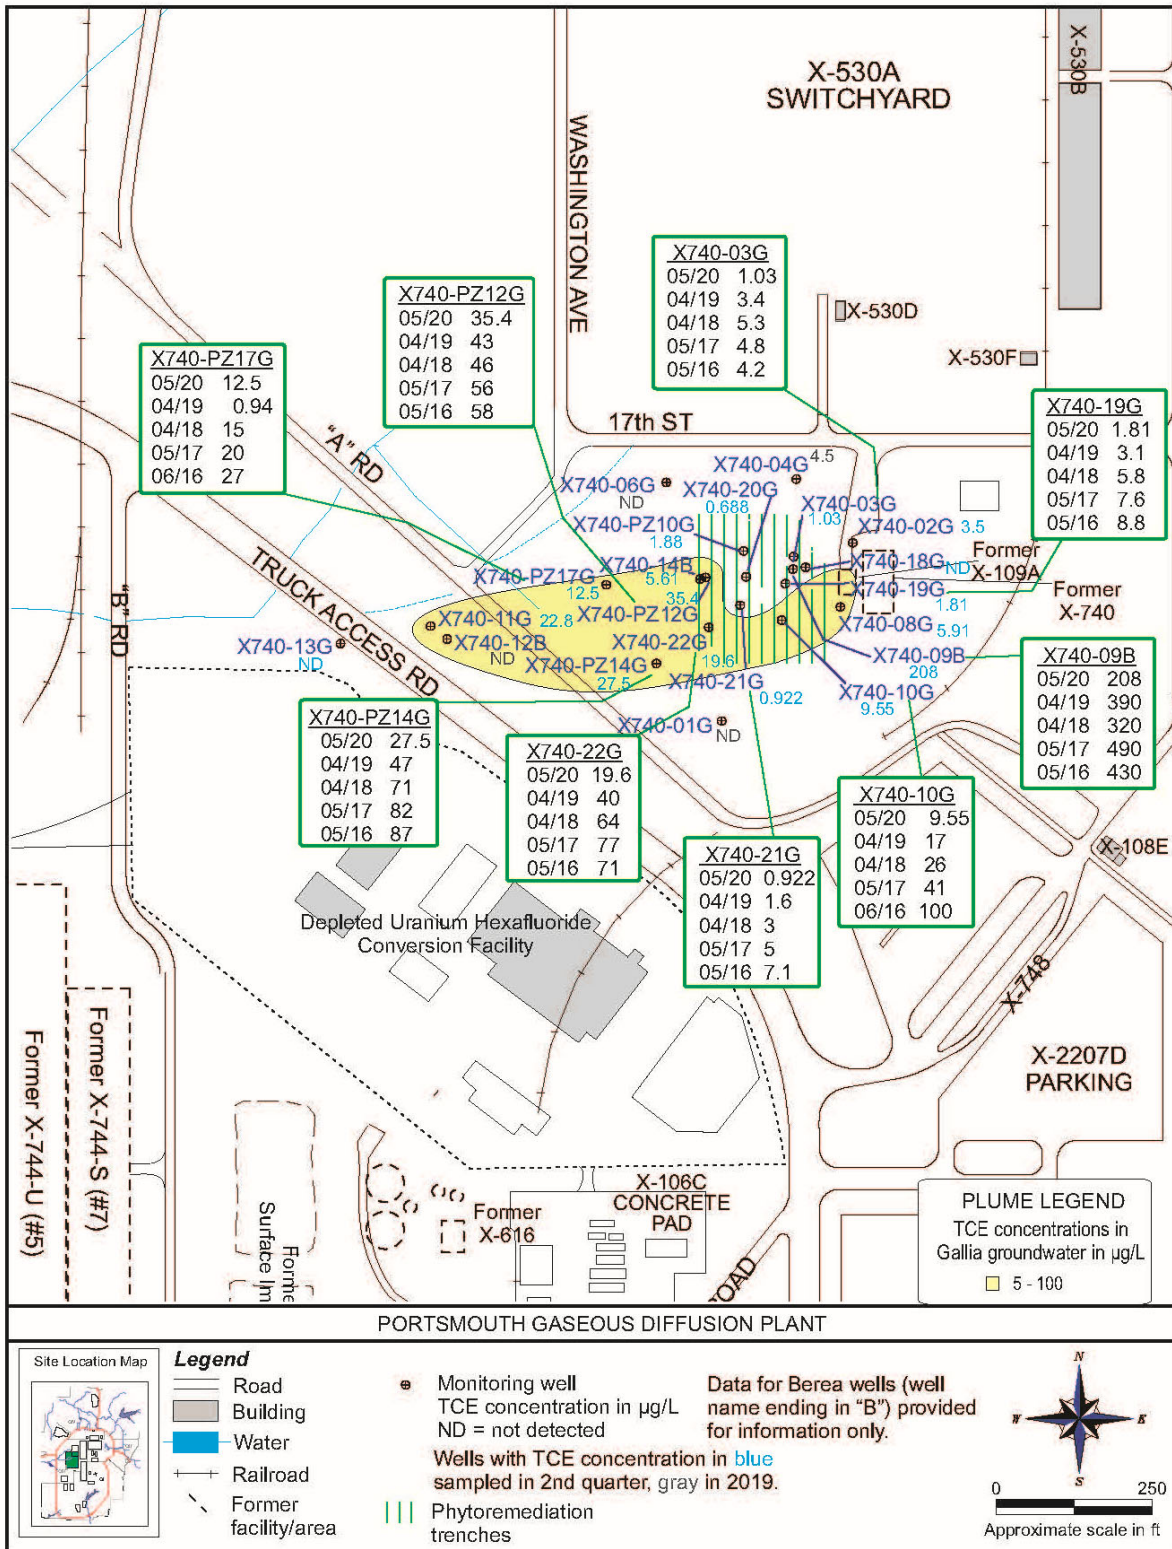 X-530A
SWITCHYARD
X-530B
WASHINGTON AVE
X740-03G
05/20 1.03
04/19 3.4
04/18 5.3
05/17 4.8
05/16 4.2
X740-PZ12G
05/20 35.4
04/19 43
04/18 46
05/17 56
05/16 58
X-530D
X-530F
X740-PZ17G
05/20 12.5
04/19 0.94
04/18 15
05/17 20
06/16 27
X740-19G
05/20 1.81
04/19 3.1
04/18 5.8
05/17 7.6
05/16 8.8
17th ST
"A" RD
"B" RD
TRUCK ACCESS RD
X740-04G
4.5
X740-06G
ND
X740-20G
0.688
X740-03G
1.03
X740-PZ10G
1.88
X740-02G
3.5
X740-14B
5.61
X740-18G
ND
Former
X-109A
X740-PZ17G
12.5
35.4
X740-19G
1.81
Former
X-740
X740-PZ12G
X740-11G
22.8
X740-08G
5.91
X740-12B
ND
X740-13G
ND
X740-22G
19.6
X740-09B
208
X740-PZ14G
27.5
X740-21G
0.922
X740-10G
9.55
X740-01G
ND
X740-09B
05/20 208
04/19 390
04/18 320
05/17 490
05/16 430
X740-PZ14G
05/20 27.5
04/19 47
04/18 71
05/17 82
05/16 87
X740-22G
05/20 19.6
04/19 40
04/18 64
05/17 77
05/16 71
X740-10G
05/20 9.55
04/19 17
04/18 26
05/17 41
06/16 100
X740-21G
05/20 0.922
04/19 1.6
04/18 3
05/17 5
05/16 7.1
X-108E
Depleted Uranium Hexafluoride
Conversion Facility
X-748
X-2207D
PARKING
Former X-744-U (#5)
Former X-744-S (#7)
Forme
Surface Im
Former
X-616
X-106C
CONCRETE
PAD
OAD
PLUME LEGEND
TCE concentrations in
Gallia groundwater in µg/L
5 - 100
PORTSMOUTH GASEOUS DIFFUSION PLANT
Site Location Map
Legend
Road
Building
Water
Railroad
Former
facility/area
Monitoring well
TCE concentration in µg/L
ND = not detected
Wells with TCE concentration in blue
sampled in 2nd quarter, gray in 2019.
Phytoremediation
trenches
Data for Berea wells (well
name ending in "B") provided
for information only.
N
W
E
S
0 250
Approximate scale in ft